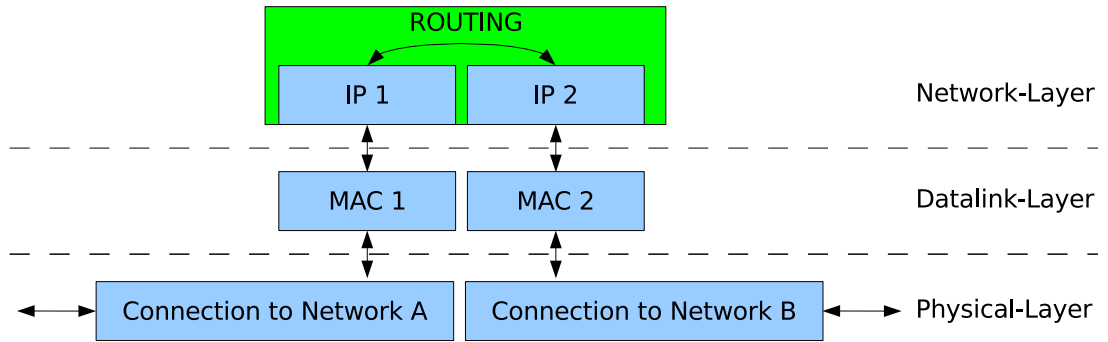 ROUTING
IP 1
IP 2
Network-Layer
MAC 1
MAC 2
Datalink-Layer
Connection to Network A
Connection to Network B
Physical-Layer